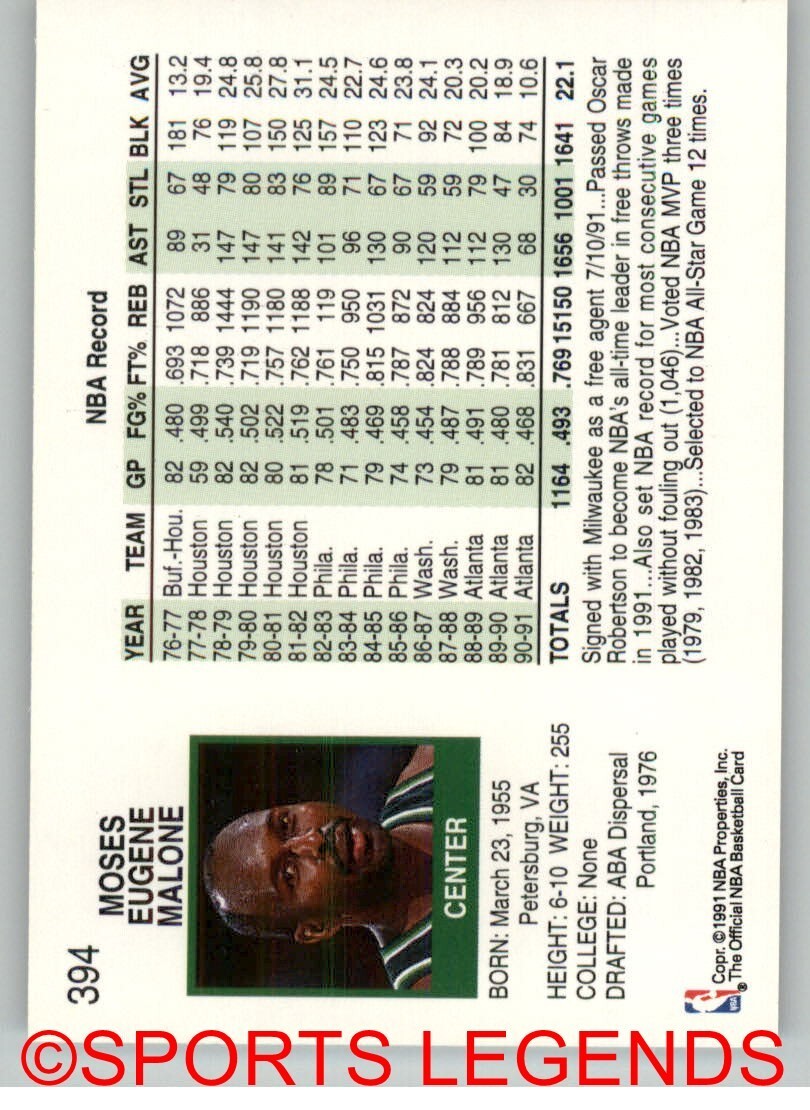 394
MOSES
EUGENE
MALONE
CENTER
BORN: March 23, 1955
Petersburg, VA
HEIGHT: 6-10 WEIGHT: 255
COLLEGE: None
DRAFTED: ABA Dispersal
Portland, 1976
NBA
Copr. ©1991 NBA Properties, Inc.
® The Official NBA Basketball Card
NBA Record
YEAR TEAM GP FG% FT% REB AST STL BLK AVG
76-77 Buf.-Hou. 82 .480 .693 1072 89 67 181 13.2
77-78 Houston 59 .499 .718 886 31 48 76 19.4
78-79 Houston 82 .540 .739 1444 147 79 119 24.8
79-80 Houston 82 .502 .719 1190 147 80 107 25.8
80-81 Houston 80 .522 .757 1180 141 83 150 27.8
81-82 Houston 81 .519 .762 1188 142 76 125 31.1
82-83 Phila. 78 .501 .761 119 101 89 157 24.5
83-84 Phila. 71 .483 .750 950 96 71 110 22.7
84-85 Phila. 79 .469 .815 1031 130 67 123 24.6
85-86 Phila. 74 .458 .787 872 90 67 71 23.8
86-87 Wash. 73 .454 .824 824 120 59 92 24.1
87-88 Wash. 79 .487 .788 884 112 59 72 20.3
88-89 Atlanta 81 .491 .789 956 112 79 100 20.2
89-90 Atlanta 81 .480 .781 812 130 47 84 18.9
90-91 Atlanta 82 .468 .831 667 68 30 74 10.6
TOTALS 1164 .493 .769 15150 1656 1001 1641 22.1
Signed with Milwaukee as a free agent 7/10/91...Passed Oscar
Robertson to become NBA's all-time leader in free throws made
in 1991...Also set NBA record for most consecutive games
played without fouling out (1,046)...Voted NBA MVP three times
(1979, 1982, 1983)...Selected to NBA All-Star Game 12 times.
©SPORTS LEGENDS